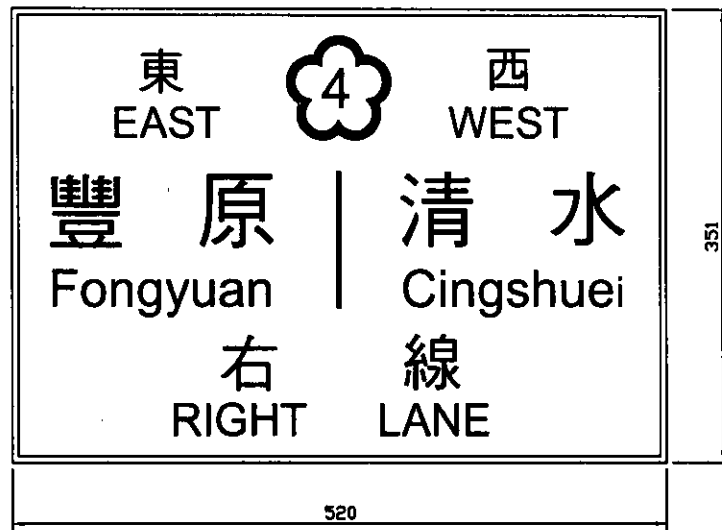 東 4 西
EAST WEST
豐原 清水
Fongyuan Cingshuei
右線
RIGHT LANE
351
520